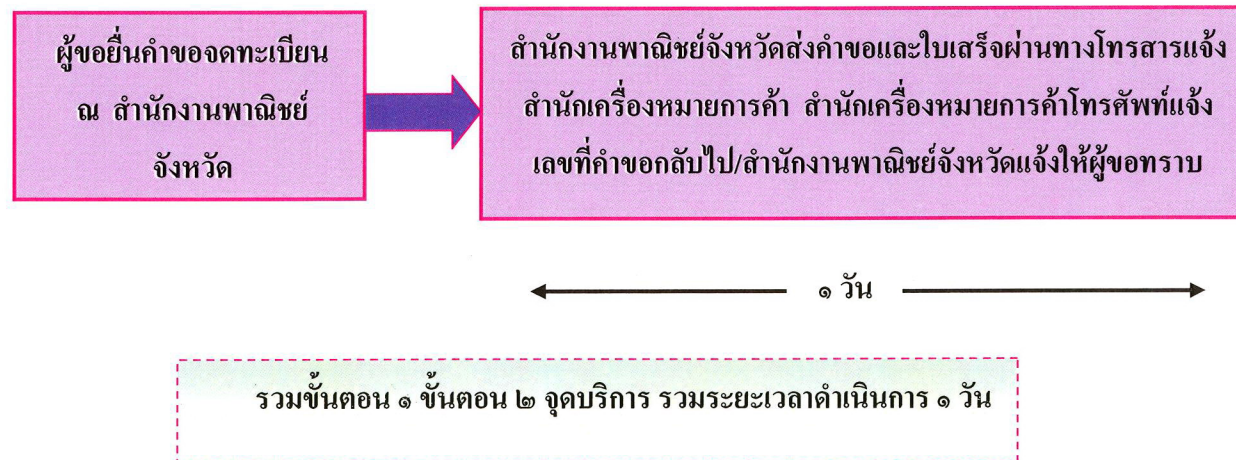 ผู้ขอยื่นคำขอจดทะเบียน
ณ สำนักงานพาณิชย์
จังหวัด
สำนักงานพาณิชย์จังหวัดส่งคำขอและใบเสร็จผ่านทางโทรสารแจ้ง
สำนักเครื่องหมายการค้า สำนักเครื่องหมายการค้าโทรศัพท์แจ้ง
เลขที่คำขอกลับไป/สำนักงานพาณิชย์จังหวัดแจ้งให้ผู้ขอทราบ
๑ วัน
รวมขั้นตอน ๑ ขั้นตอน ๒ จุดบริการ รวมระยะเวลาดำเนินการ ๑ วัน